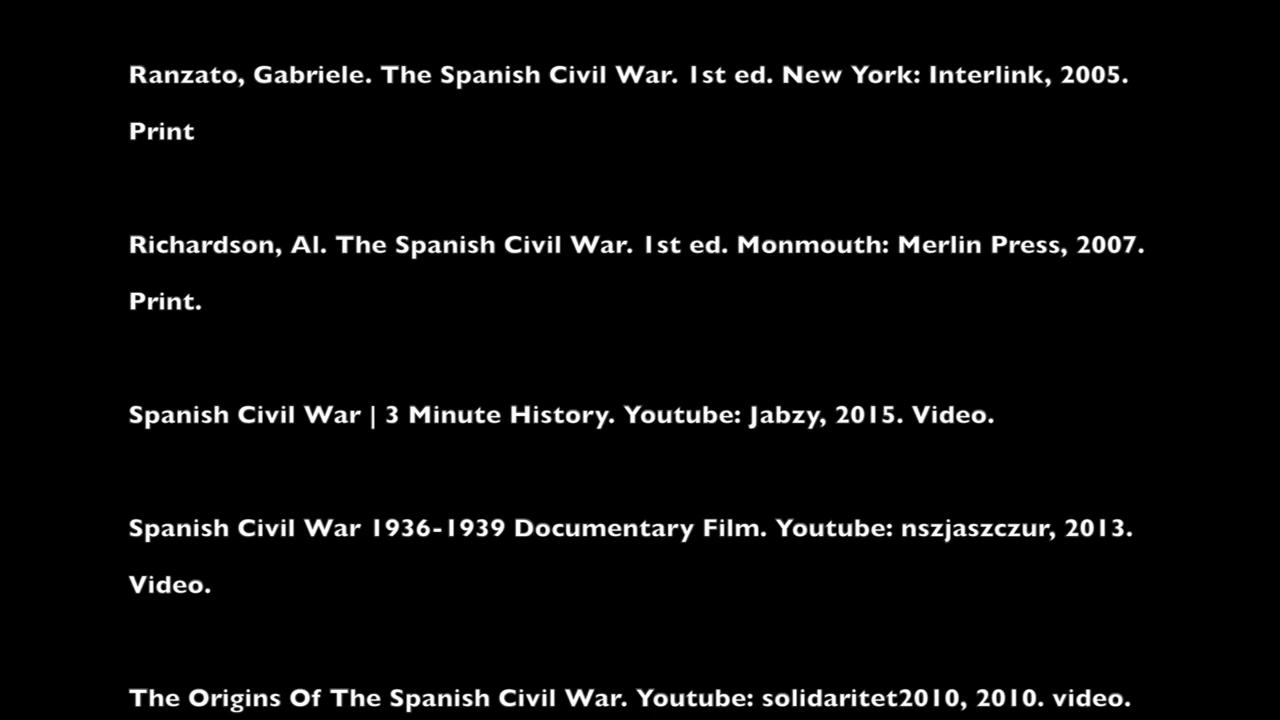 Ranzato, Gabriele. The Spanish Civil War. 1st ed. New York: Interlink, 2005.
Print
Richardson, Al. The Spanish Civil War. 1st ed. Monmouth: Merlin Press, 2007.
Print.
Spanish Civil War | 3 Minute History. Youtube: Jabzy, 2015. Video.
Spanish Civil War 1936-1939 Documentary Film. Youtube: nszjaszczur, 2013.
Video.
The Origins Of The Spanish Civil War. Youtube: solidaritet2010, 2010. video.